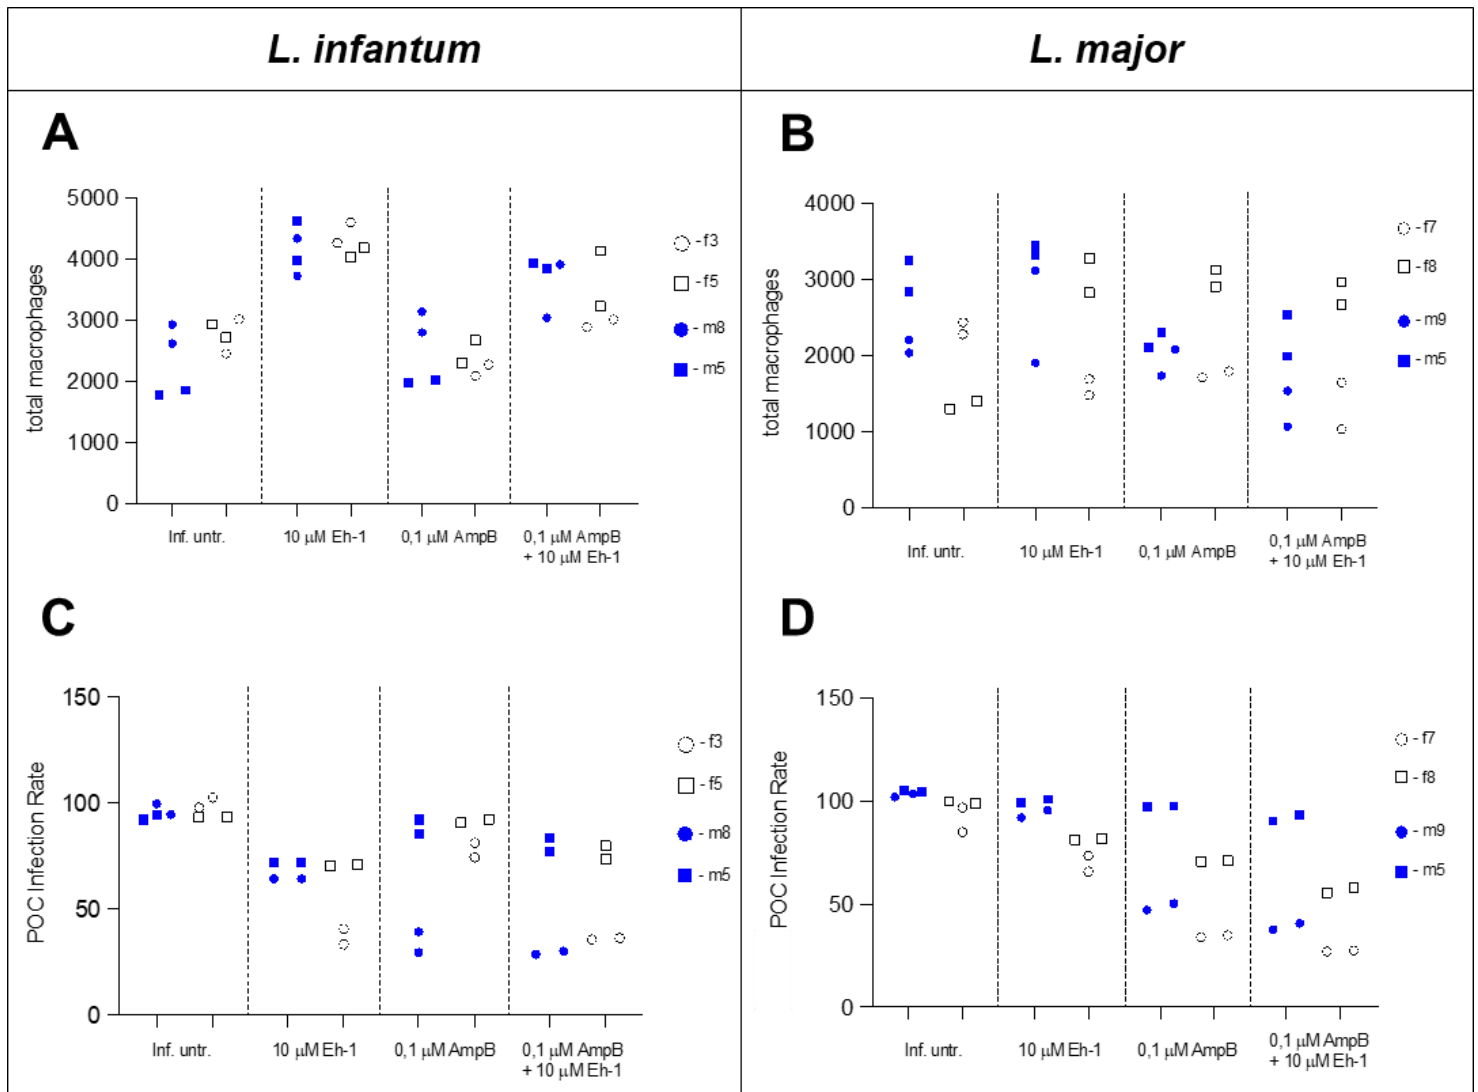 L. infantum
L. major
A
total macrophages
5000
4000
3000
2000
1000
0
Inf. untr.
10 µM Eh-1
0,1 µM AmpB
0,1 µM AmpB
+ 10 µM Eh-1
- f3
- f5
- m8
- m5
B
total macrophages
4000
3000
2000
1000
0
Inf. untr.
10 µM Eh-1
0,1 µM AmpB
0,1 µM AmpB
+ 10 µM Eh-1
- f7
- f8
- m9
- m5
C
POC Infection Rate
150
100
50
0
Inf. untr.
10 µM Eh-1
0,1 µM AmpB
0,1 µM AmpB
+ 10 µM Eh-1
- f3
- f5
- m8
- m5
D
POC Infection Rate
150
100
50
0
Inf. untr.
10 µM Eh-1
0,1 µM AmpB
0,1 µM AmpB
+ 10 µM Eh-1
- f7
- f8
- m9
- m5